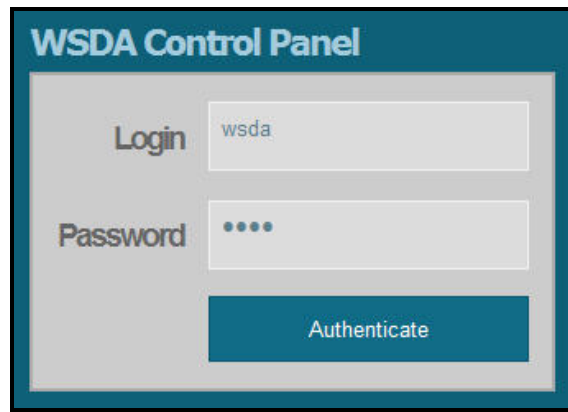 WSDA Control Panel
Login
wsda
Password
••••
Authenticate